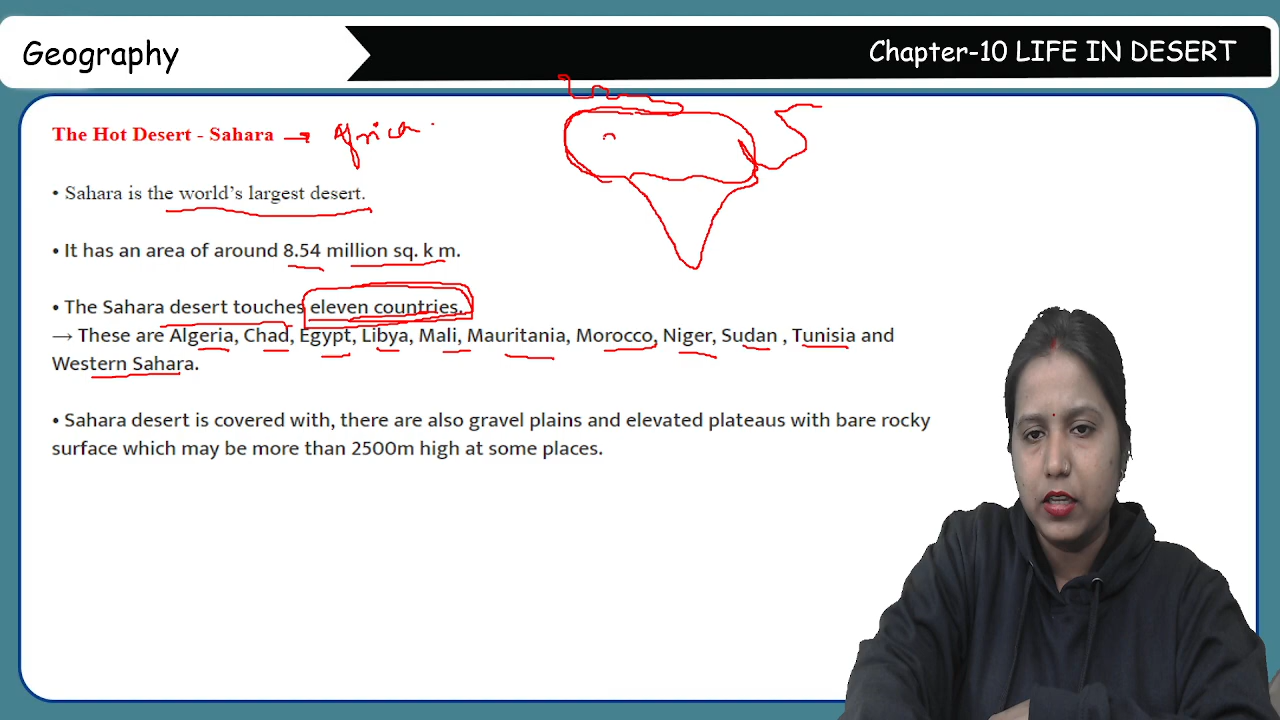 Geography
Chapter-10 LIFE IN DESERT
The Hot Desert - Sahara → Africa
• Sahara is the world's largest desert.
• It has an area of around 8.54 million sq. k m.
• The Sahara desert touches eleven countries.
→ These are Algeria, Chad, Egypt, Libya, Mali, Mauritania, Morocco, Niger, Sudan , Tunisia and
Western Sahara.
• Sahara desert is covered with, there are also gravel plains and elevated plateaus with bare rocky
surface which may be more than 2500m high at some places.